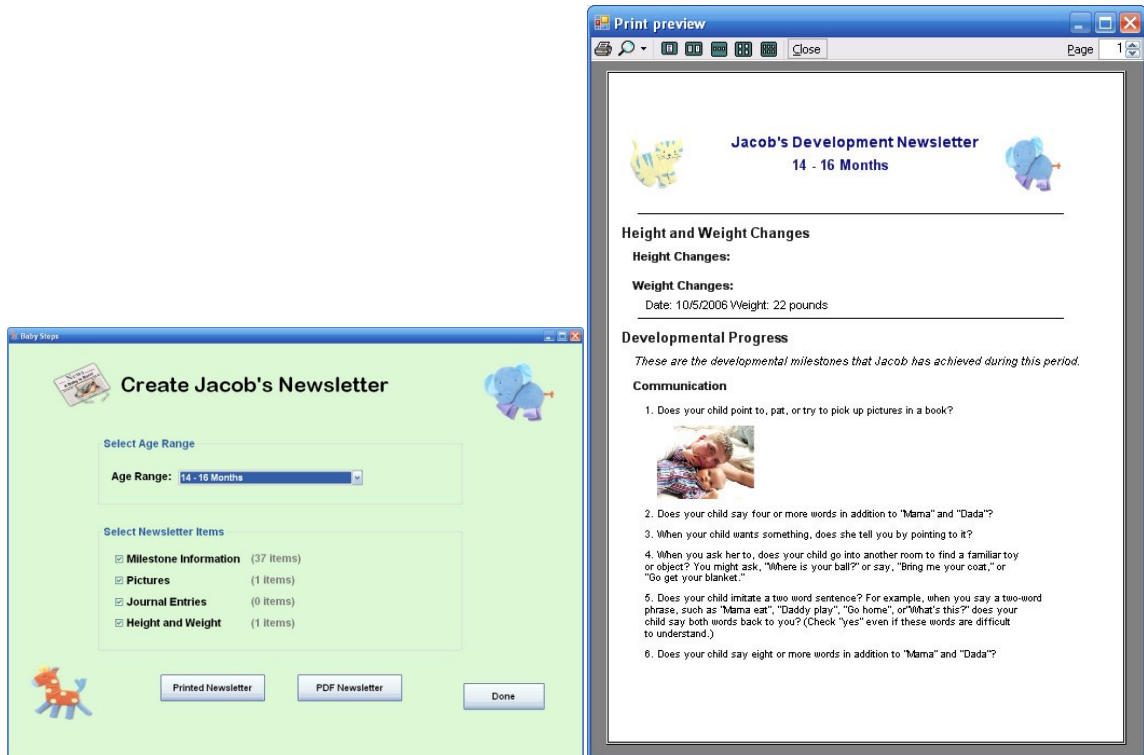 Baby Steps
Create Jacob's Newsletter
Select Age Range
Age Range: 14 - 16 Months
Select Newsletter Items
Milestone Information (37 items)
Pictures (1 items)
Journal Entries (0 items)
Height and Weight (1 items)
Printed Newsletter PDF Newsletter Done
Print preview
Close Page 1
Jacob's Development Newsletter
14 - 16 Months
Height and Weight Changes
Height Changes:
Weight Changes:
Date: 10/5/2006 Weight: 22 pounds
Developmental Progress
These are the developmental milestones that Jacob has achieved during this period.
Communication
1. Does your child point to, pat, or try to pick up pictures in a book?
2. Does your child say four or more words in addition to "Mama" and "Dada"?
3. When your child wants something, does she tell you by pointing to it?
4. When you ask her to, does your child go into another room to find a familiar toy
or object? You might ask, "Where is your ball?" or say, "Bring me your coat," or
"Go get your blanket."
5. Does your child imitate a two word sentence? For example, when you say a two-word
phrase, such as "Mama eat", "Daddy play", "Go home", or"What's this?" does your
child say both words back to you? (Check "yes" even if these words are difficult
to understand.)
6. Does your child say eight or more words in addition to "Mama" and "Dada"?